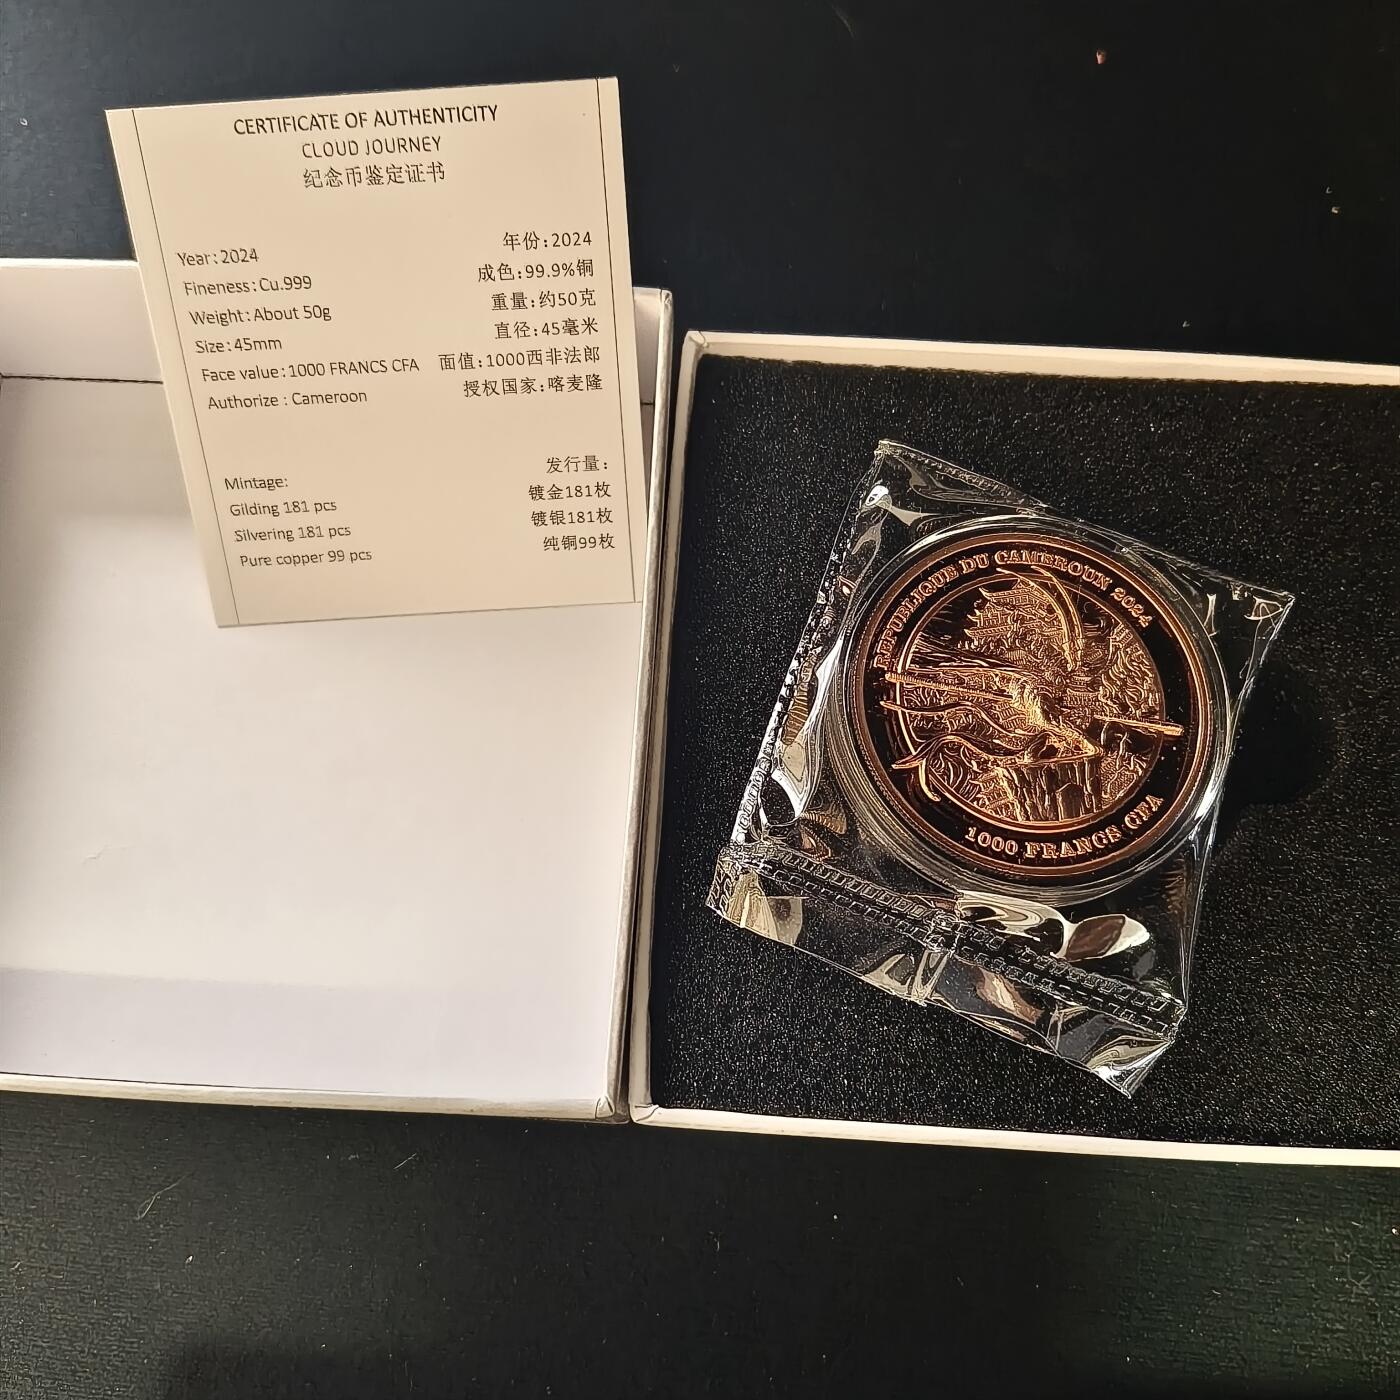 CERTIFICATE OF AUTHENTICITY
CLOUD JOURNEY
纪念币鉴定证书
Year:2024 年份:2024
Fineness:Cu.999 成色:99.9%铜
Weight:About 50g 重量:约50克
Size:45mm 直径:45毫米
Face value:1000 FRANCS CFA 面值:1000西非法郎
Authorize : Cameroon 授权国家:喀麦隆
Mintage: 发行量:
Gilding 181 pcs 镀金181枚
Silvering 181 pcs 镀银181枚
Pure copper 99 pcs 纯铜99枚
REPUBLIQUE DU CAMEROUN 2024
1000 FRANCS CFA